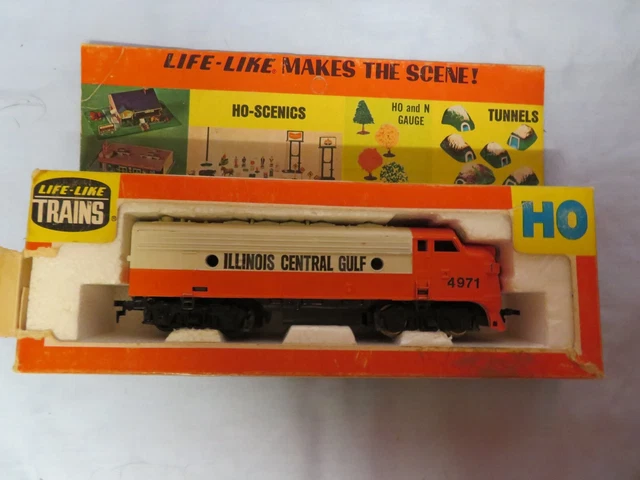 LIFE-LIKE MAKES THE SCENE!
HO-SCENICS
HO and N
GAUGE
TUNNELS
LIFE-LIKE
TRAINS
HO
ILLINOIS CENTRAL GULF
4971